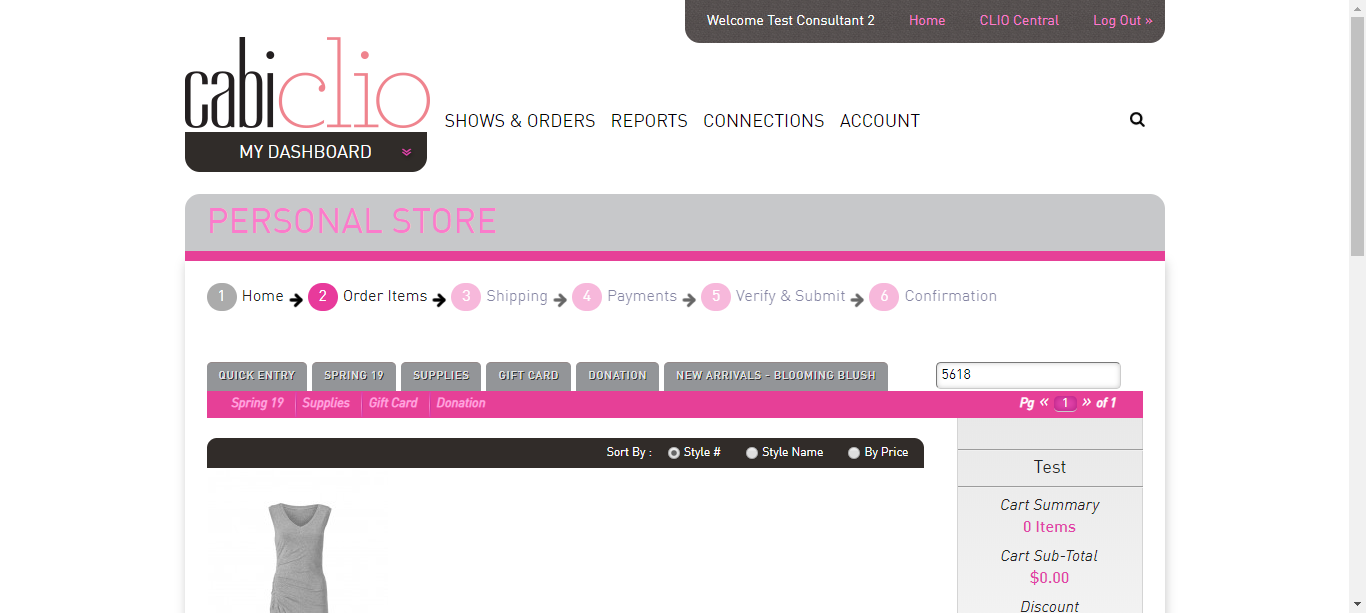 Welcome Test Consultant 2 Home CLIO Central Log Out »
cabiclio
SHOWS & ORDERS REPORTS CONNECTIONS ACCOUNT
MY DASHBOARD
PERSONAL STORE
1 Home 2 Order Items 3 Shipping 4 Payments 5 Verify & Submit 6 Confirmation
QUICK ENTRY SPRING 19 SUPPLIES GIFT CARD DONATION NEW ARRIVALS - BLOOMING BLUSH 5618
Spring 19 Supplies Gift Card Donation Pg « 1 » of 1
Sort By : Style # Style Name By Price
Test
Cart Summary
0 Items
Cart Sub-Total
$0.00
Discount